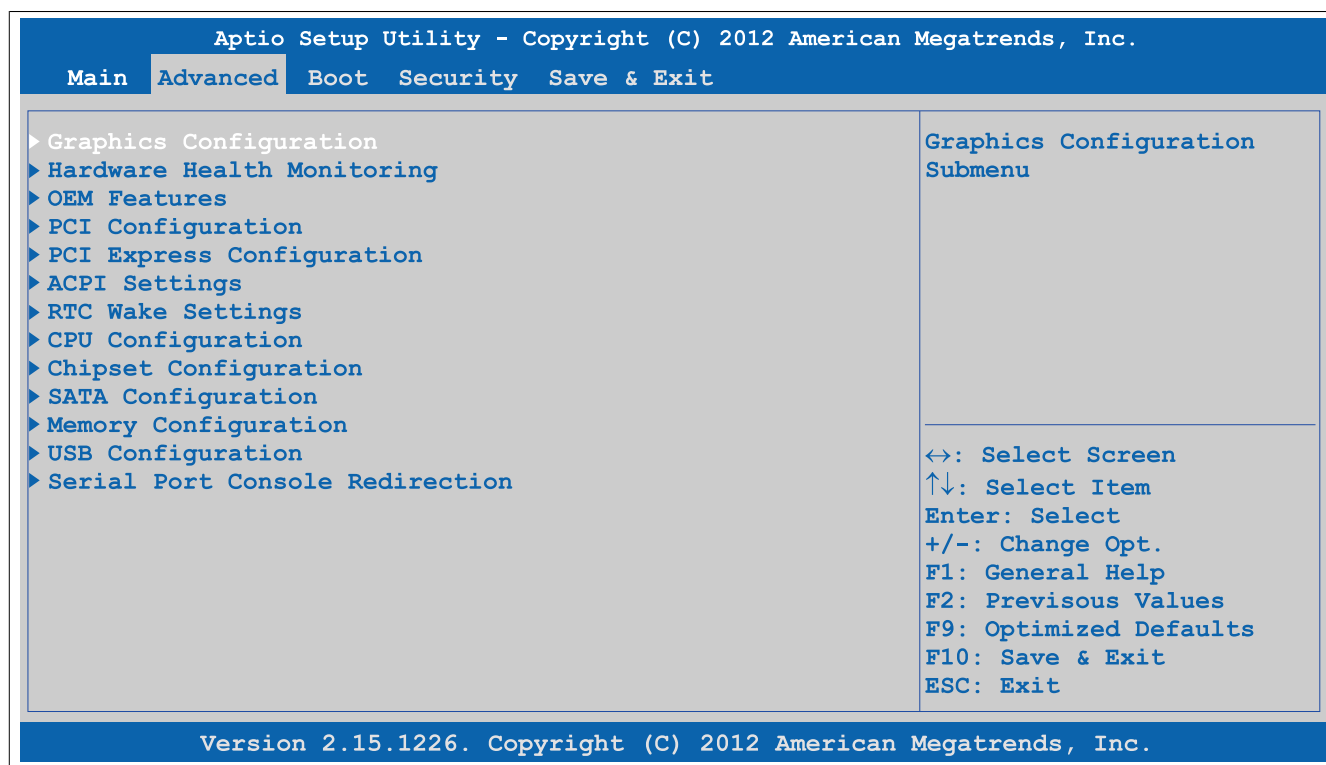 Aptio Setup Utility - Copyright (C) 2012 American Megatrends, Inc.
Main Advanced Boot Security Save & Exit
Graphics Configuration
Hardware Health Monitoring
OEM Features
PCI Configuration
PCI Express Configuration
ACPI Settings
RTC Wake Settings
CPU Configuration
Chipset Configuration
SATA Configuration
Memory Configuration
USB Configuration
Serial Port Console Redirection
Graphics Configuration
Submenu
↔: Select Screen
↑↓: Select Item
Enter: Select
+/-: Change Opt.
F1: General Help
F2: Previsous Values
F9: Optimized Defaults
F10: Save & Exit
ESC: Exit
Version 2.15.1226. Copyright (C) 2012 American Megatrends, Inc.